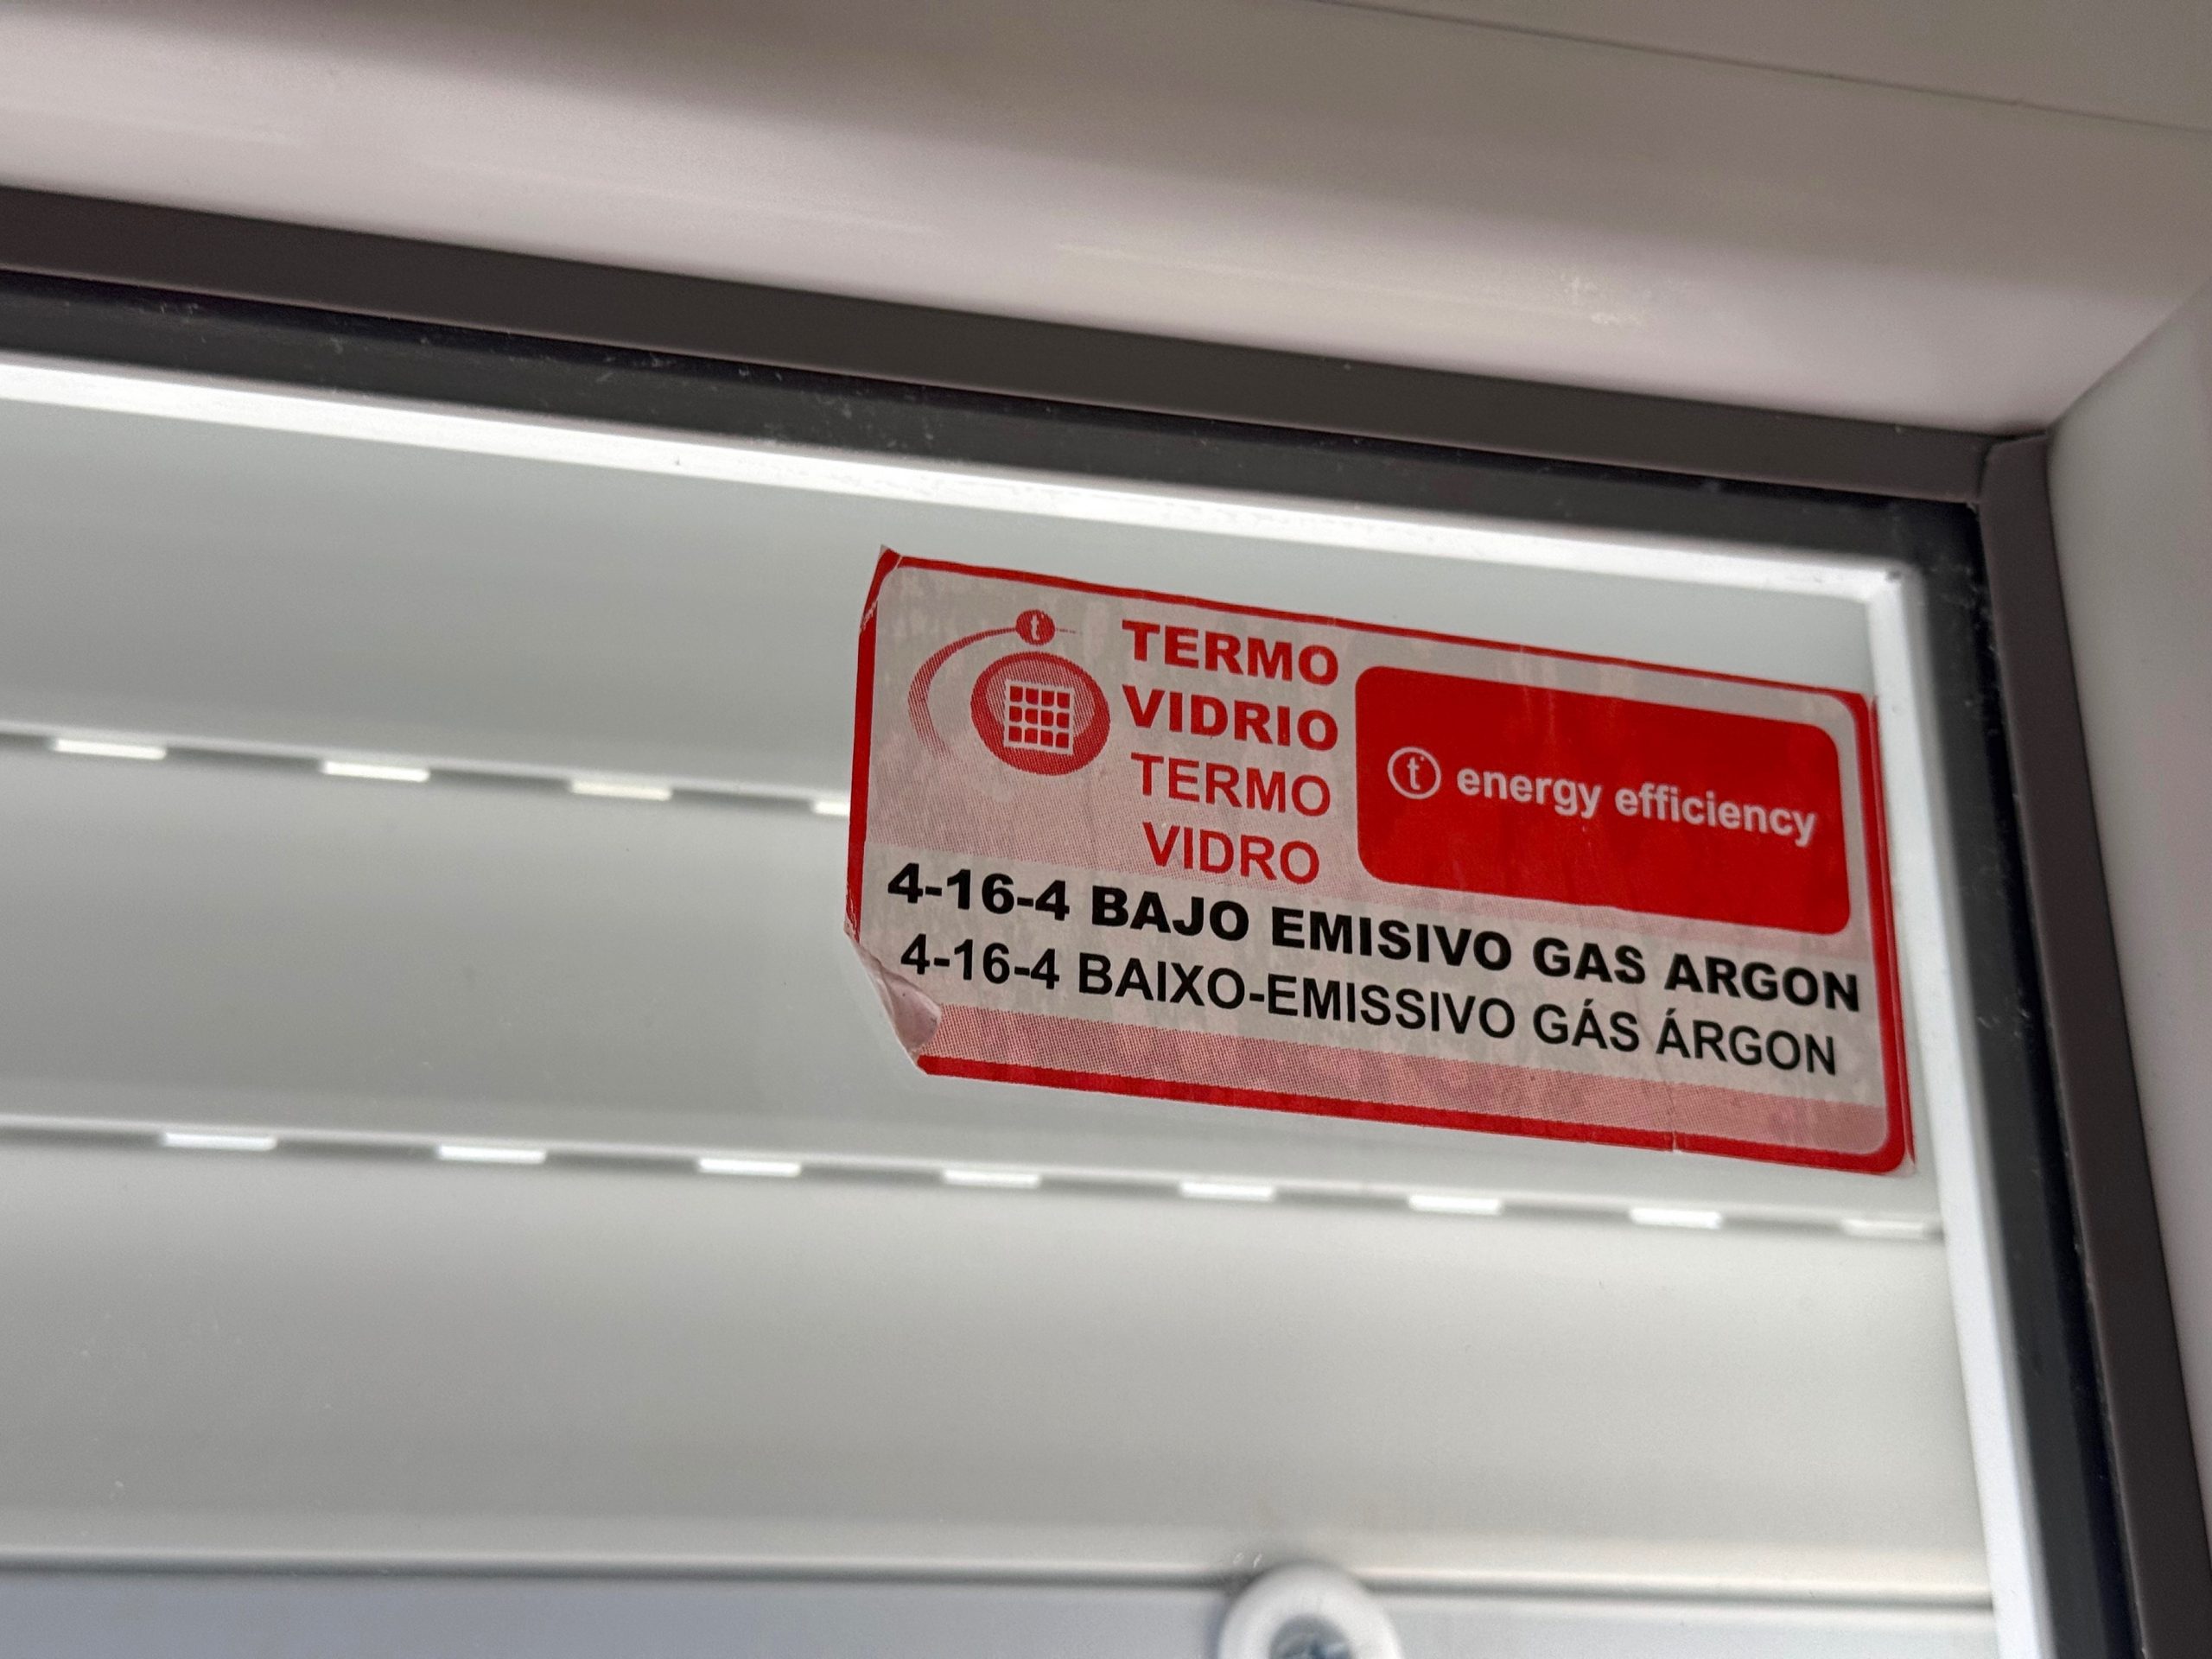 t
TERMO
VIDRIO
TERMO
VIDRO
t energy efficiency
4-16-4 BAJO EMISIVO GAS ARGON
4-16-4 BAIXO-EMISSIVO GÁS ÁRGON